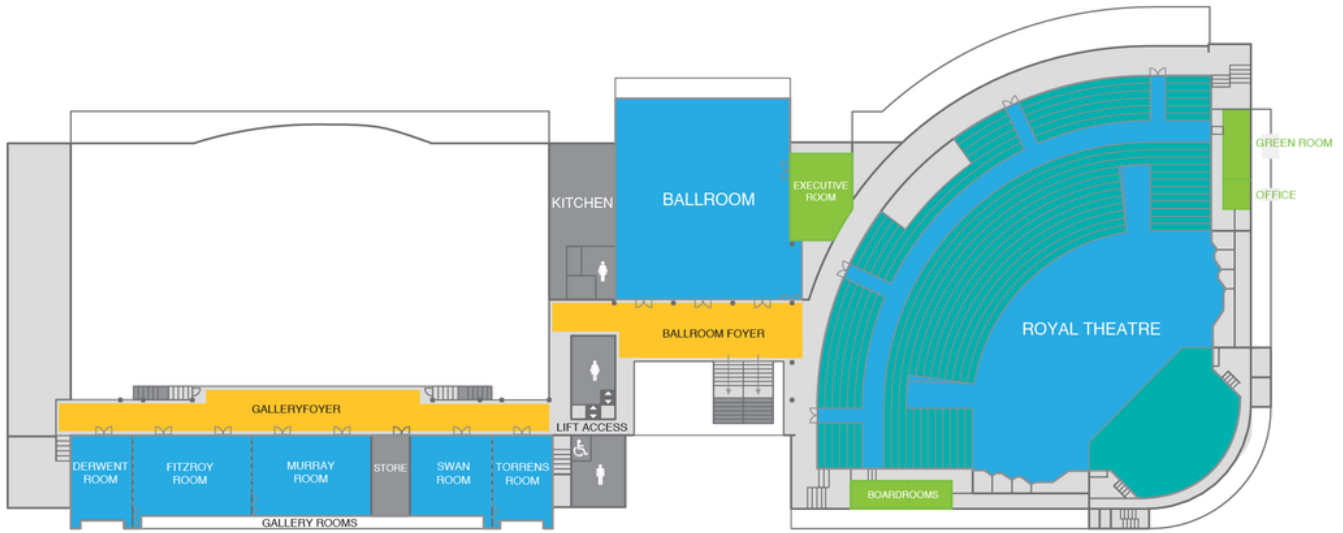 GREEN ROOM
EXECUTIVE
ROOM
OFFICE
KITCHEN
BALLROOM
BALLROOM FOYER
ROYAL THEATRE
GALLERYFOYER
LIFT ACCESS
DERWENT
ROOM
FITZROY
ROOM
MURRAY
ROOM
STORE
SWAN
ROOM
TORRENS
ROOM
BOARDROOMS
GALLERY ROOMS